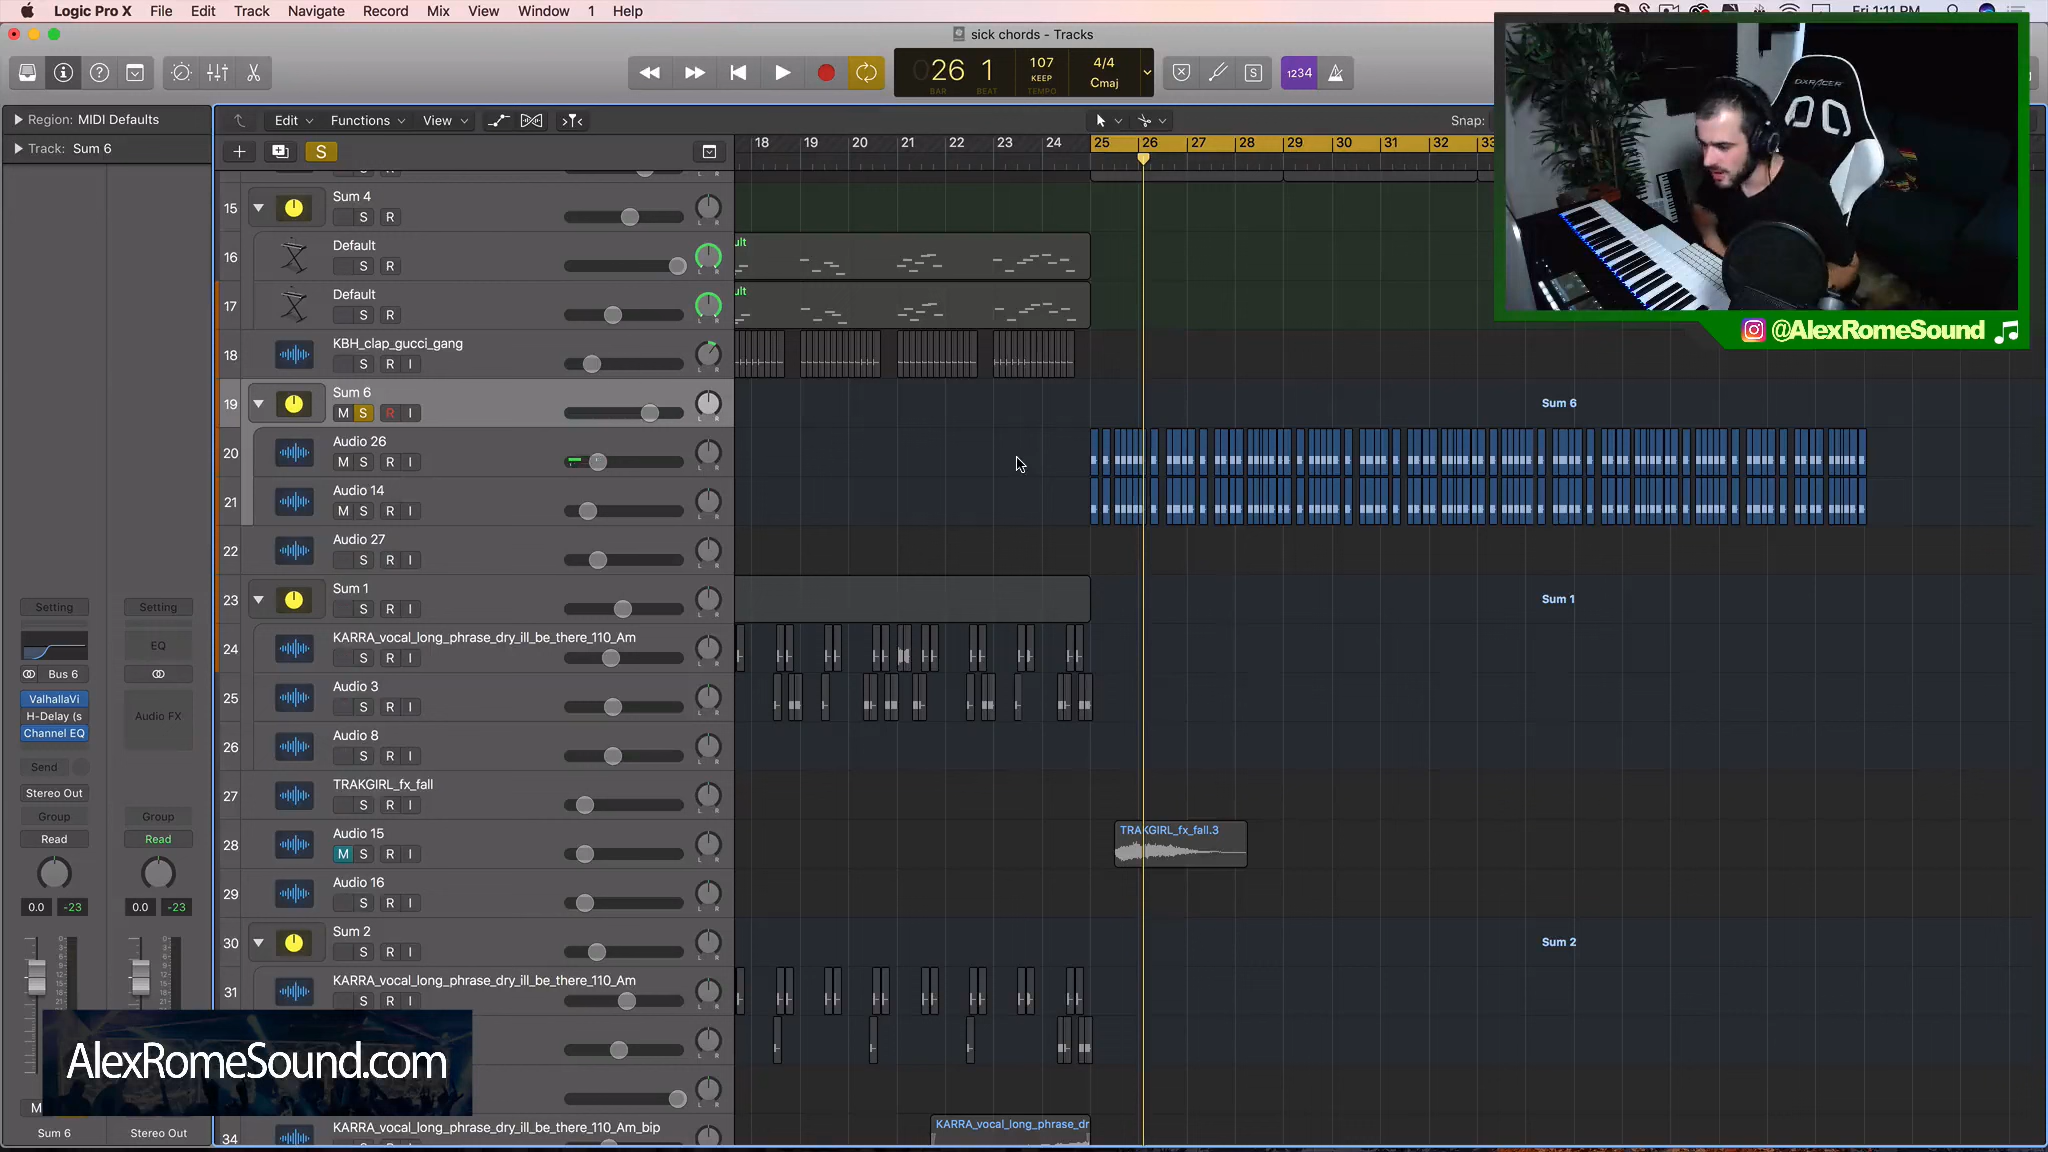 Logic Pro X File Edit Track Navigate Record Mix View Window 1 Help
Fri 1:11 PM
sick chords - Tracks
26 1
BAR BEAT
107
KEEP
TEMPO
4/4
Cmaj
1234
Region: MIDI Defaults
Track: Sum 6
Edit Functions View
Snap:
S
18 19 20 21 22 23 24 25 26 27 28 29 30 31 32 33
15 Sum 4
S R
16 Default
S R
ult
17 Default
S R
ult
18 KBH_clap_gucci_gang
S R I
19 Sum 6
M S R I
Sum 6
20 Audio 26
M S R I
21 Audio 14
M S R I
22 Audio 27
S R I
23 Sum 1
S R I
Sum 1
24 KARRA_vocal_long_phrase_dry_ill_be_there_110_Am
S R I
25 Audio 3
S R I
26 Audio 8
S R I
27 TRAKGIRL_fx_fall
S R I
28 Audio 15
M S R I
TRAKGIRL_fx_fall.3
29 Audio 16
S R I
30 Sum 2
S R I
Sum 2
31 KARRA_vocal_long_phrase_dry_ill_be_there_110_Am
S R I
34 KARRA_vocal_long_phrase_dry_ill_be_there_110_Am_bip
KARRA_vocal_long_phrase_dr
Setting Setting
EQ
Bus 6
ValhallaVi
H-Delay (s
Channel EQ
Audio FX
Send
Stereo Out
Group Group
Read Read
0.0 -23 0.0 -23
M
Sum 6 Stereo Out
AlexRomeSound.com
@AlexRomeSound
DXRACER